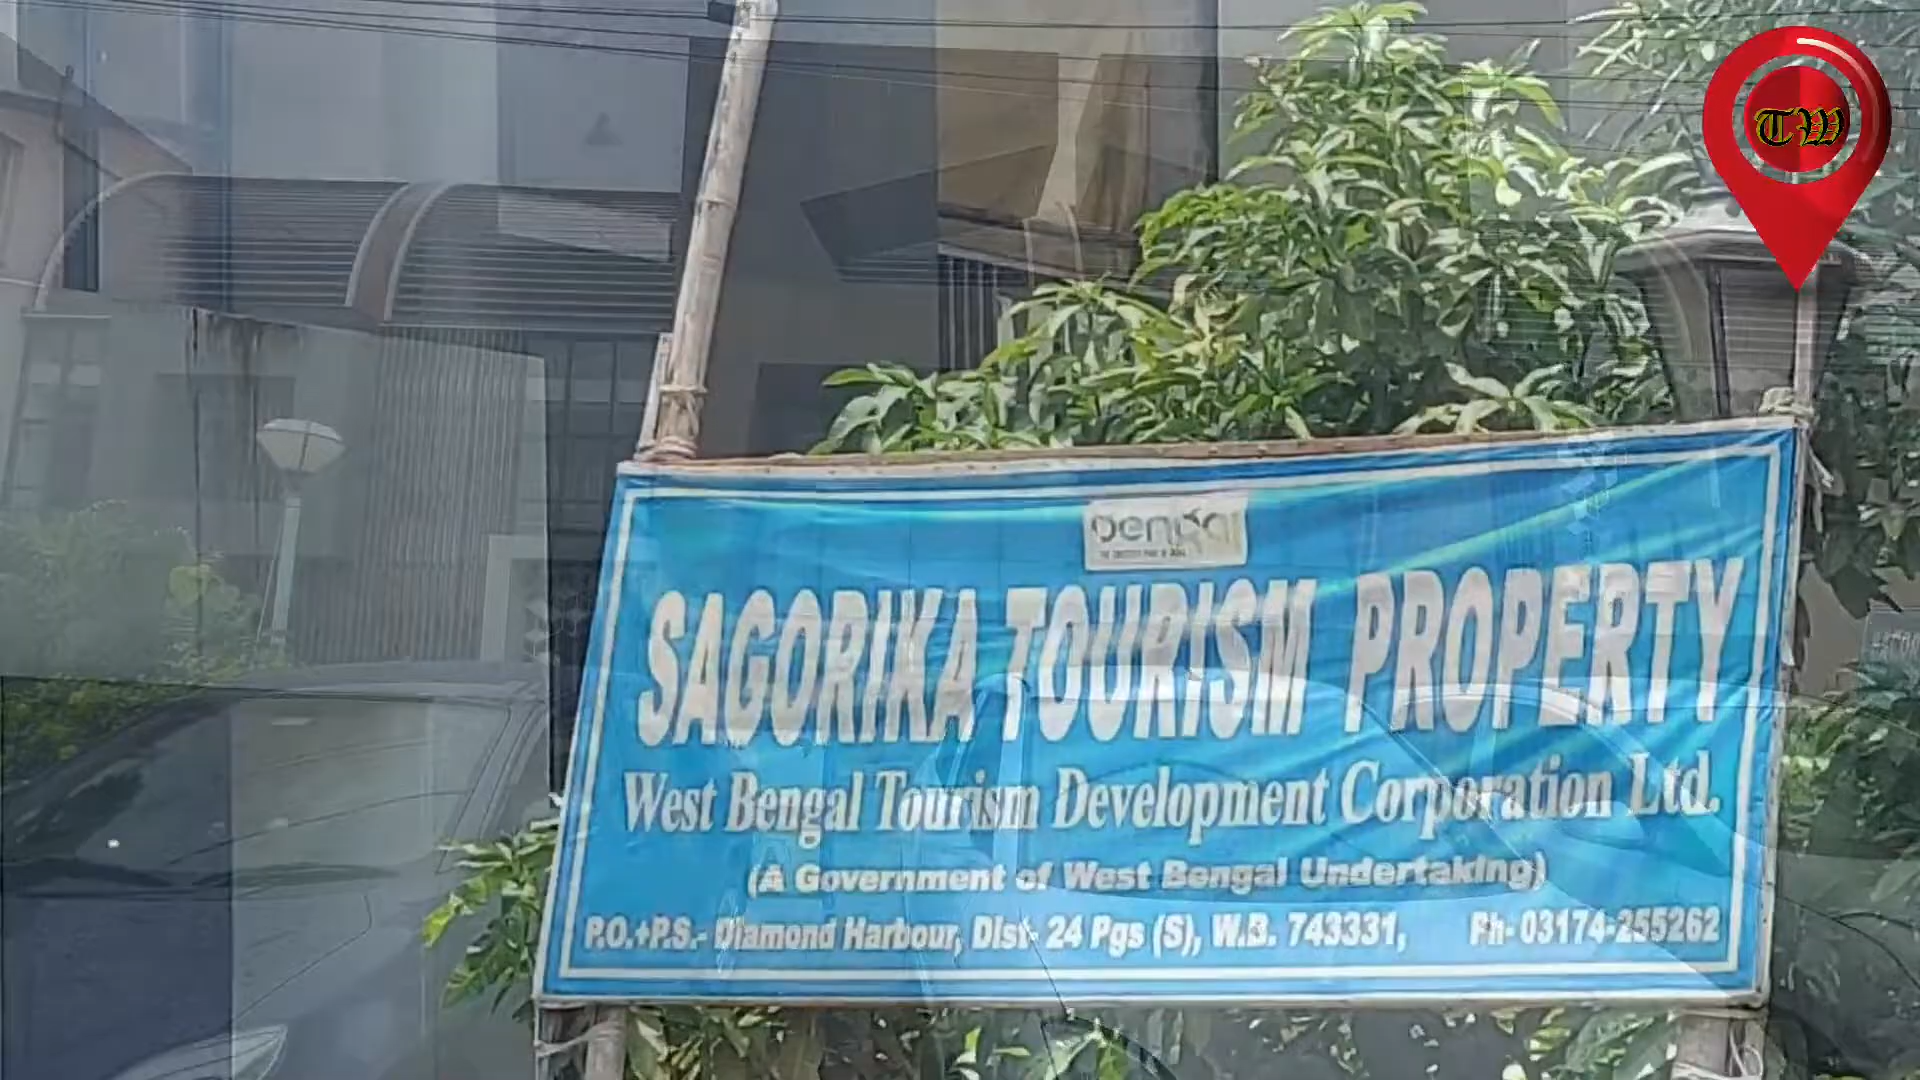 TW
Bengal
SAGORIKA TOURISM PROPERTY
West Bengal Tourism Development Corporation Ltd.
(A Government of West Bengal Undertaking)
P.O.+P.S.- Diamond Harbour, Dist- 24 Pgs (S), W.B. 743331, Ph- 03174-255262